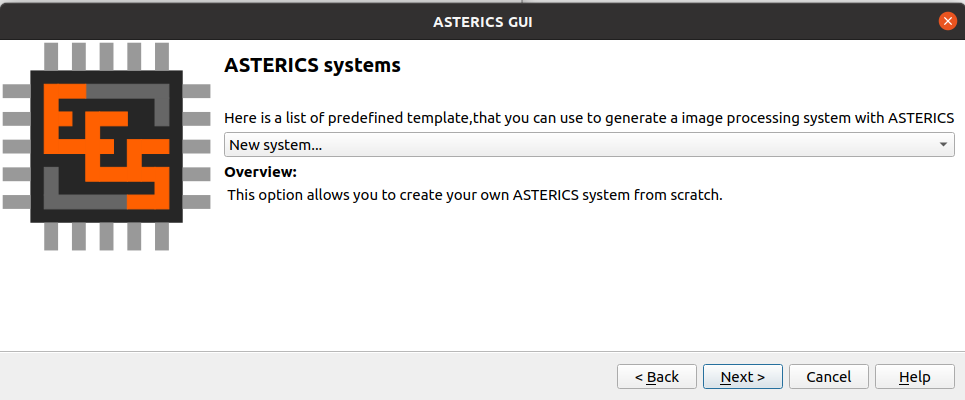 ASTERICS GUI
ASTERICS systems
Here is a list of predefined template,that you can use to generate a image processing system with ASTERICS
New system...
Overview:
This option allows you to create your own ASTERICS system from scratch.
< Back Next > Cancel Help